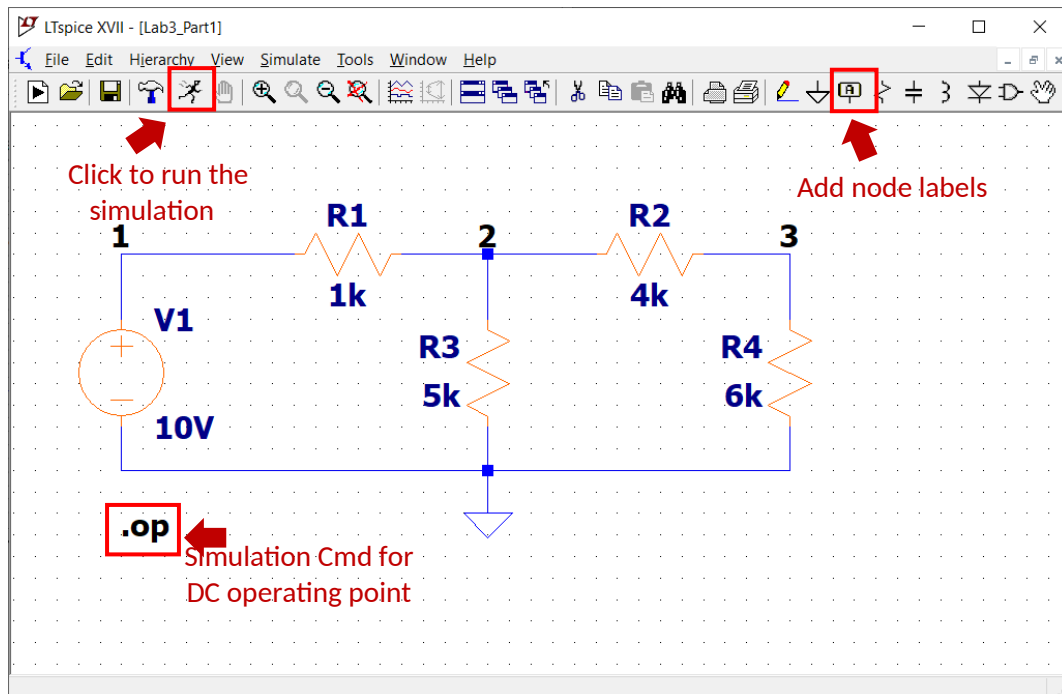 LTspice XVII - [Lab3_Part1]
File Edit Hierarchy View Simulate Tools Window Help
Click to run the
simulation
Add node labels
1
R1
1k
2
R2
4k
3
V1
10V
R3
5k
R4
6k
.op
Simulation Cmd for
DC operating point